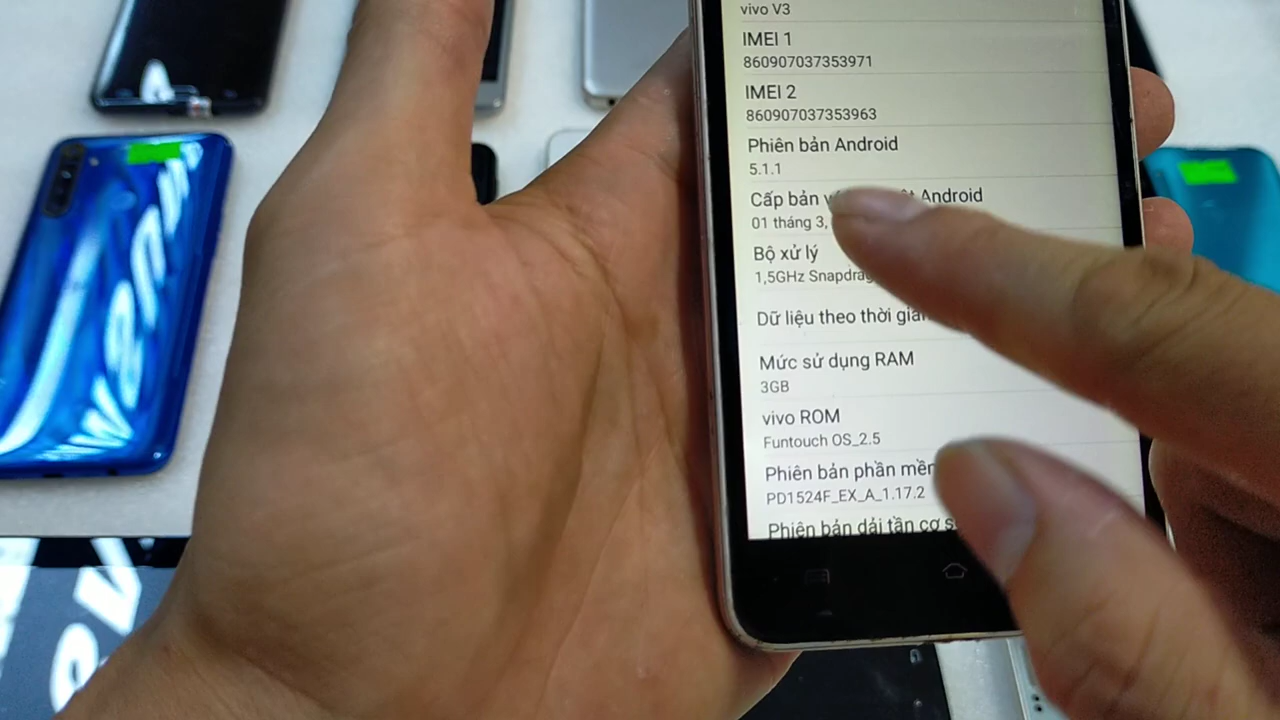 vivo V3
IMEI 1
860907037353971
IMEI 2
860907037353963
Phiên bản Android
5.1.1
Cấp bản Android
01 tháng 3,
Bộ xử lý
1,5GHz
Dữ liệu theo thời
Mức sử dụng RAM
3GB
vivo ROM
Funtouch OS_2.5
Phiên bản phần
PD1524F_EX_A_1.17.2
Phiên bản dải tần cơ